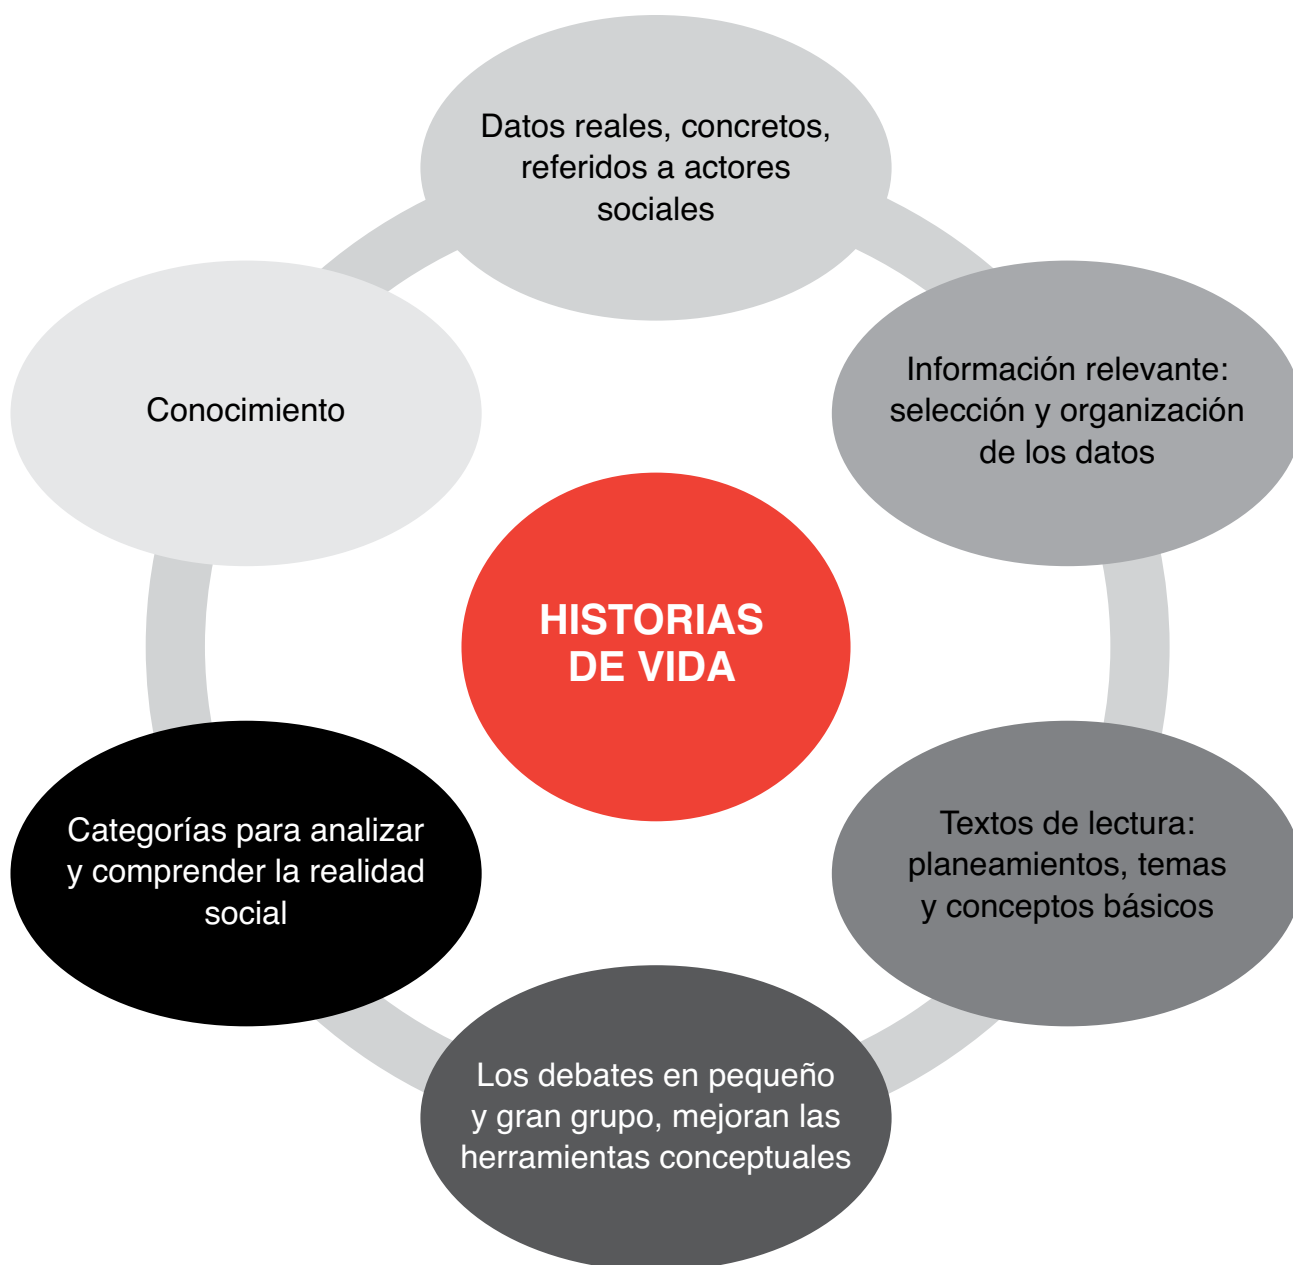 Datos reales, concretos,
referidos a actores
sociales
Información relevante:
selección y organización
de los datos
Textos de lectura:
planeamientos, temas
y conceptos básicos
Los debates en pequeño
y gran grupo, mejoran las
herramientas conceptuales
Categorías para analizar
y comprender la realidad
social
Conocimiento
HISTORIAS
DE VIDA